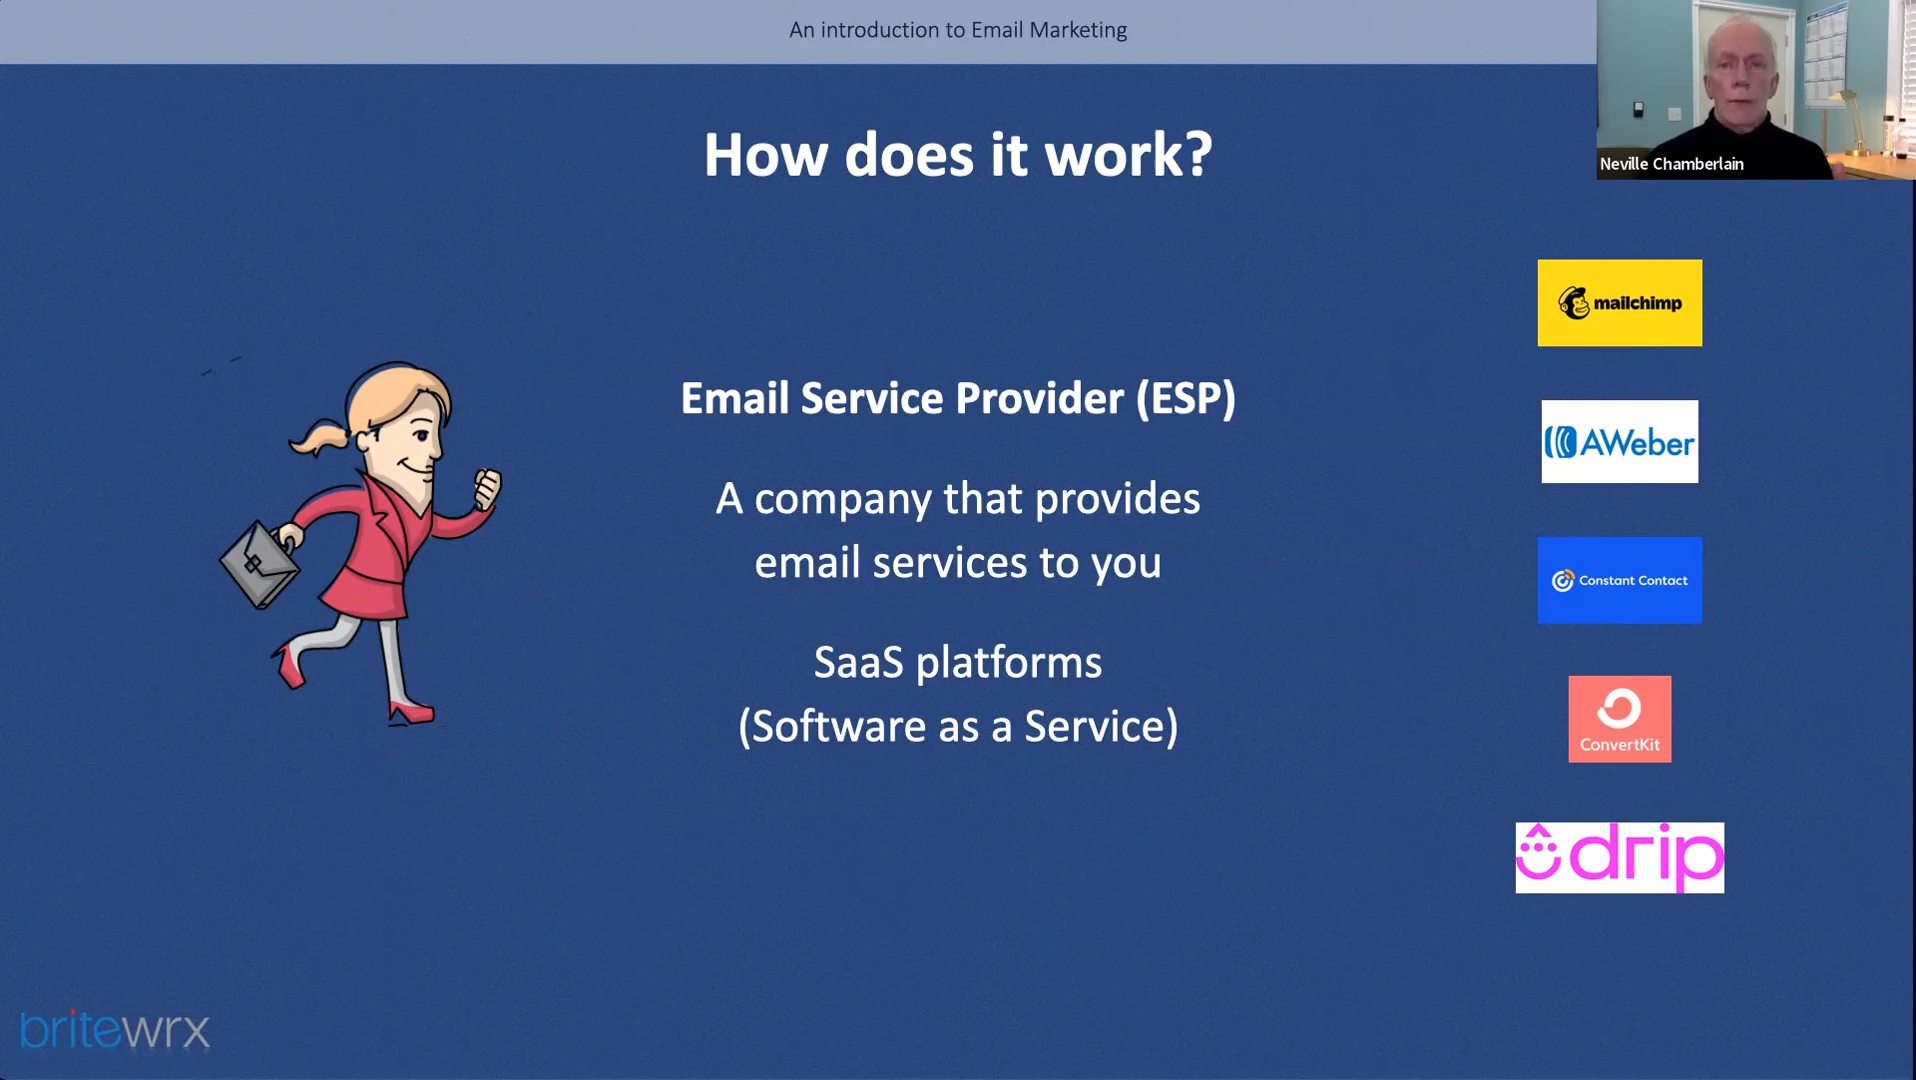 An introduction to Email Marketing
Neville Chamberlain
How does it work?
Email Service Provider (ESP)
A company that provides
email services to you
SaaS platforms
(Software as a Service)
mailchimp
AWeber
Constant Contact
ConvertKit
drip
britewrx